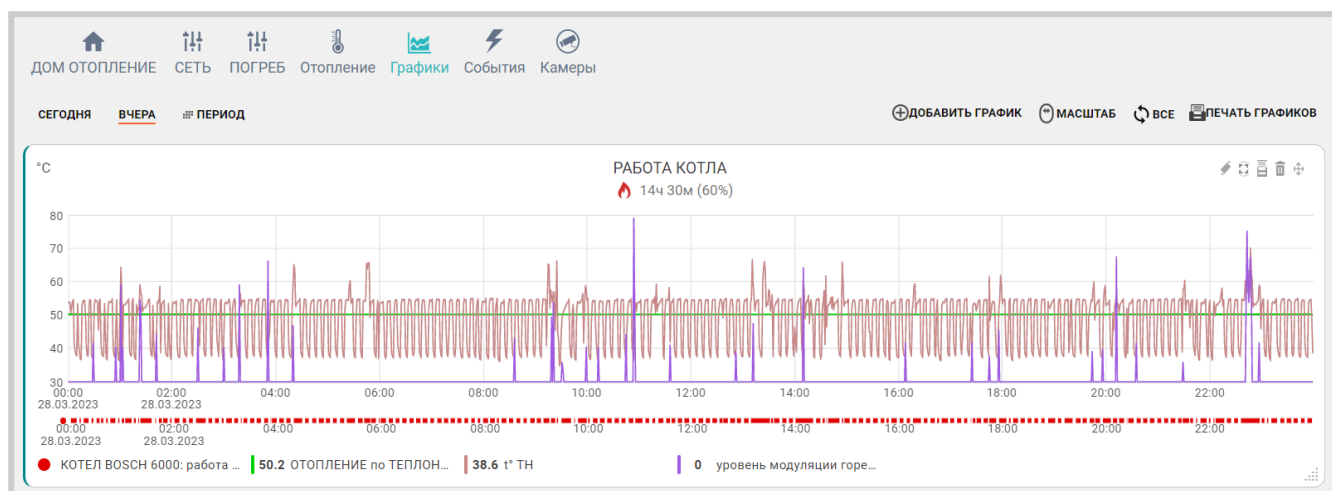 ДОМ ОТОПЛЕНИЕ СЕТЬ ПОГРЕБ Отопление Графики События Камеры
СЕГОДНЯ ВЧЕРА ПЕРИОД ДОБАВИТЬ ГРАФИК МАСШТАБ ВСЕ ПЕЧАТЬ ГРАФИКОВ
°C РАБОТА КОТЛА
14ч 30м (60%)
80
70
60
50
40
30
00:00 02:00 04:00 06:00 08:00 10:00 12:00 14:00 16:00 18:00 20:00 22:00
28.03.2023 28.03.2023
00:00 02:00 04:00 06:00 08:00 10:00 12:00 14:00 16:00 18:00 20:00 22:00
28.03.2023 28.03.2023
КОТЕЛ BOSCH 6000: работа ... 50.2 ОТОПЛЕНИЕ по ТЕПЛОН... 38.6 t° ТН 0 уровень модуляции горе...